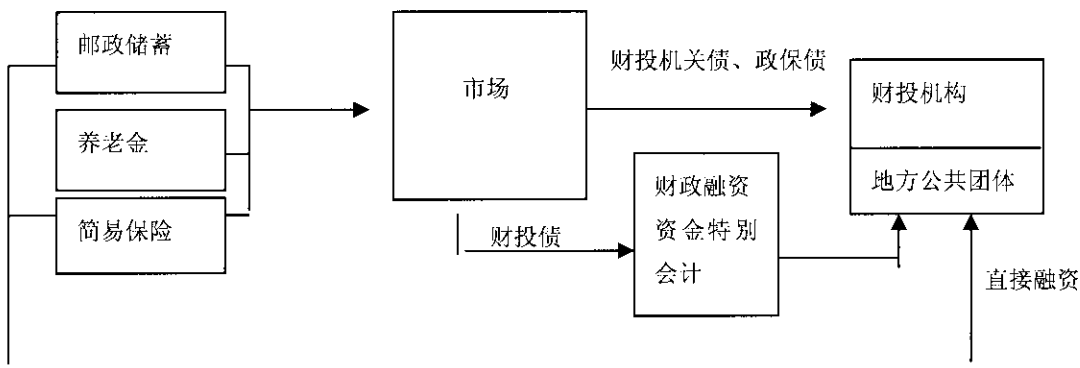 邮政储蓄
养老金
简易保险
市场
财投机关债、政保债
财投机构
地方公共团体
财投债
财政融资
资金特别
会计
直接融资